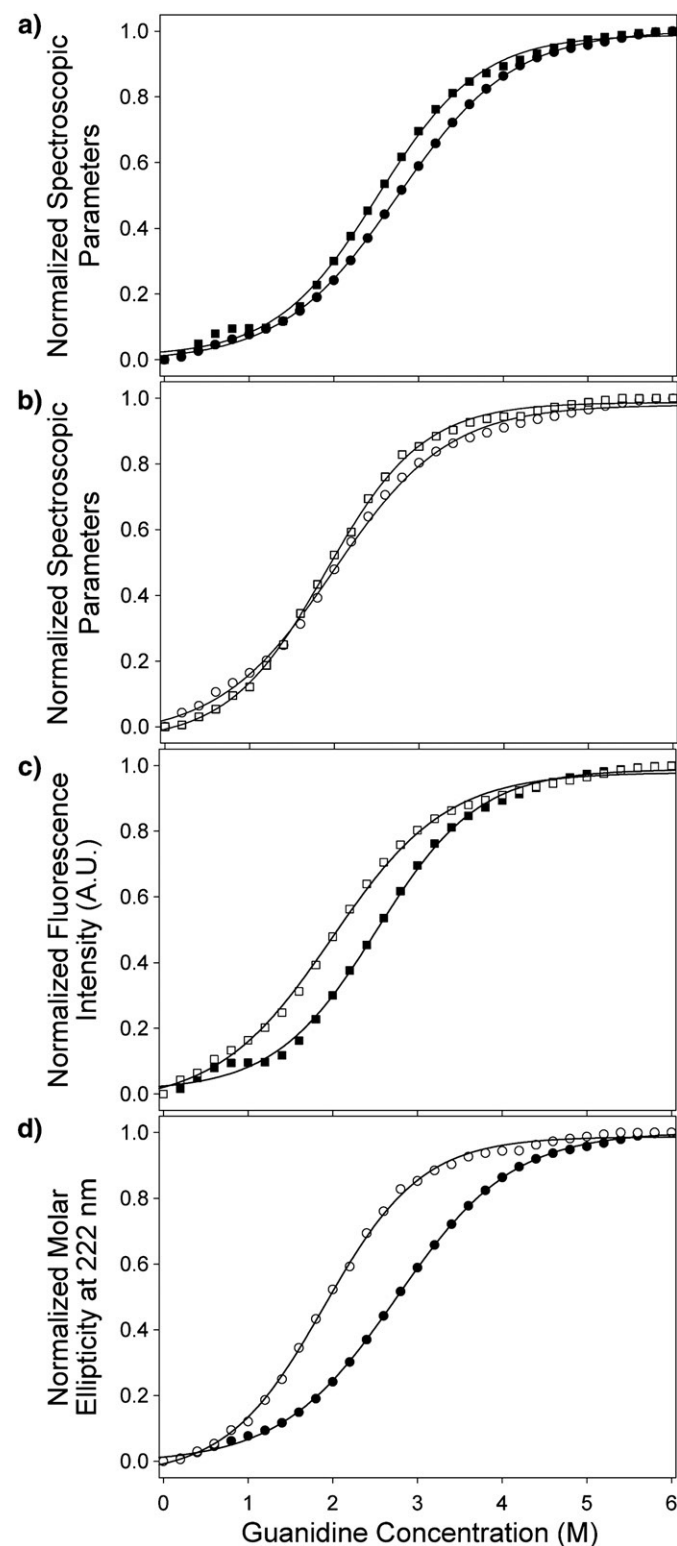 a)
Normalized Spectroscopic
Parameters
1.0
0.8
0.6
0.4
0.2
0.0
b)
Normalized Spectroscopic
Parameters
1.0
0.8
0.6
0.4
0.2
0.0
c)
Normalized Fluorescence
Intensity (A.U.)
1.0
0.8
0.6
0.4
0.2
0.0
d)
Normalized Molar
Ellipticity at 222 nm
1.0
0.8
0.6
0.4
0.2
0.0
0 1 2 3 4 5 6
Guanidine Concentration (M)